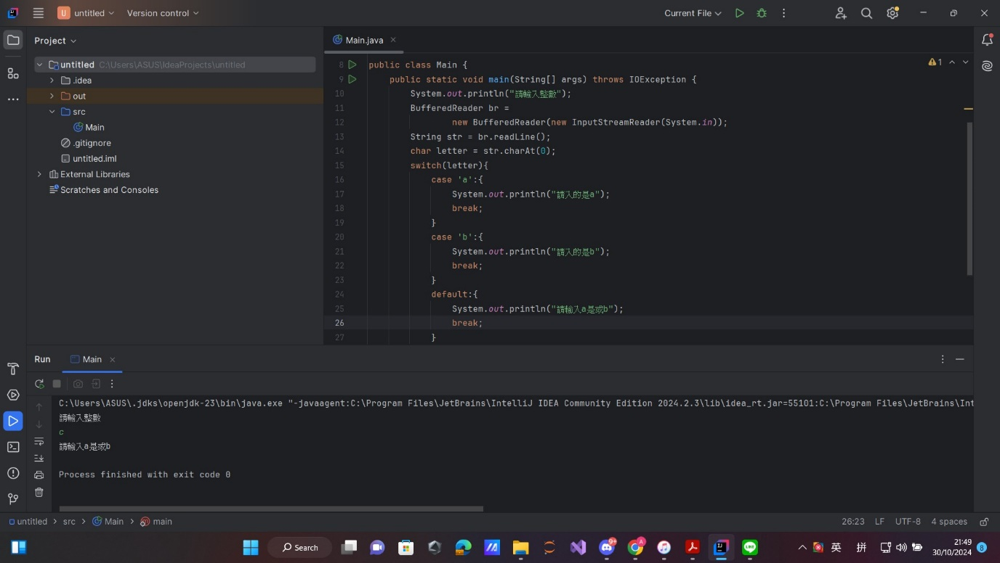 untitled
Version control
Current File
Project
Main.java
untitled C:\Users\ASUS\IdeaProjects\untitled
.idea
out
src
Main
.gitignore
untitled.iml
External Libraries
Scratches and Consoles
1
8 public class Main {
9 public static void main(String[] args) throws IOException {
10 System.out.println("請輸入整數");
11 BufferedReader br =
12 new BufferedReader(new InputStreamReader(System.in));
13 String str = br.readLine();
14 char letter = str.charAt(0);
15 switch(letter){
16 case 'a':{
17 System.out.println("請入的是a");
18 break;
19 }
20 case 'b':{
21 System.out.println("請入的是b");
22 break;
23 }
24 default:{
25 System.out.println("請輸入a是或b");
26 break;
27 }
Run Main
C:\Users\ASUS\.jdks\openjdk-23\bin\java.exe "-javaagent:C:\Program Files\JetBrains\IntelliJ IDEA Community Edition 2024.2.3\lib\idea_rt.jar=55101:C:\Program Files\JetBrains\Int
請輸入整數
c
請輸入a是或b
Process finished with exit code 0
untitled > src > Main > main
26:23 LF UTF-8 4 spaces
Search
英 拼
21:49
30/10/2024
8